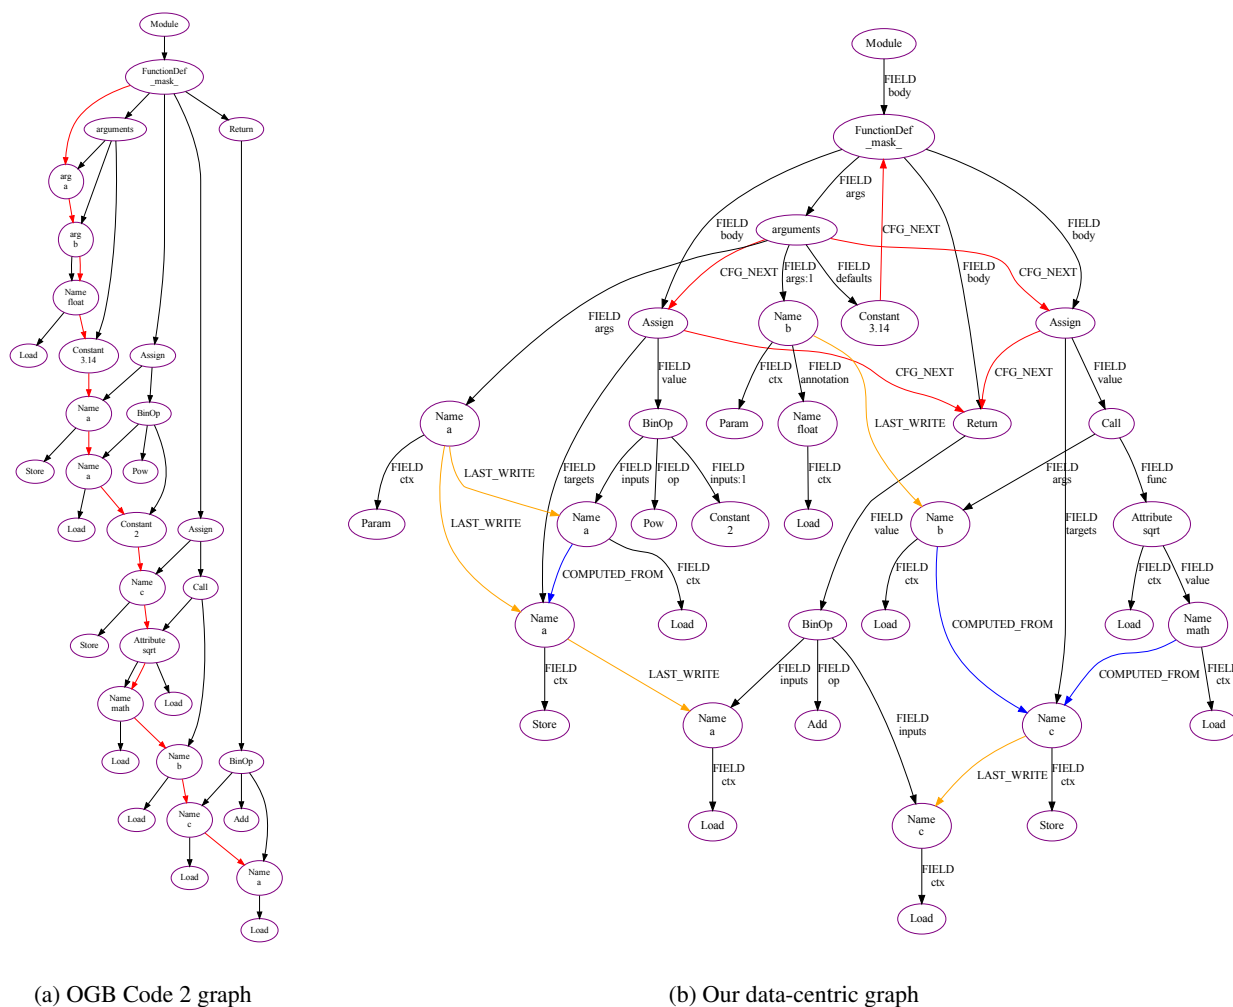 Module
FunctionDef
_mask_
arguments
Return
arg
a
arg
b
Name
float
Load
Constant
3.14
Assign
Name
a
BinOp
Store
Name
a
Pow
Load
Constant
2
Assign
Name
c
Call
Store
Attribute
sqrt
Name
math
Load
Load
Name
b
BinOp
Load
Name
c
Add
Load
Name
a
Load
(a) OGB Code 2 graph
Module
FIELD
body
FunctionDef
_mask_
FIELD
args
FIELD
body
arguments
CFG_NEXT
FIELD
body
CFG_NEXT
FIELD
args:1
FIELD
defaults
FIELD
body
CFG_NEXT
FIELD
args
Assign
Name
b
Constant
3.14
Assign
FIELD
value
FIELD
ctx
FIELD
annotation
CFG_NEXT
CFG_NEXT
FIELD
value
Name
a
BinOp
Param
Name
float
LAST_WRITE
Return
Call
FIELD
ctx
LAST_WRITE
FIELD
targets
FIELD
inputs
FIELD
op
FIELD
inputs:1
FIELD
ctx
FIELD
args
FIELD
func
Param
LAST_WRITE
Name
a
Pow
Constant
2
Load
FIELD
value
Name
b
FIELD
targets
Attribute
sqrt
COMPUTED_FROM
FIELD
ctx
FIELD
ctx
FIELD
ctx
FIELD
value
Name
a
Load
BinOp
Load
COMPUTED_FROM
Load
Name
math
FIELD
ctx
LAST_WRITE
FIELD
inputs
FIELD
op
FIELD
inputs
COMPUTED_FROM
FIELD
ctx
Store
Name
a
Add
Name
c
Load
FIELD
ctx
LAST_WRITE
FIELD
ctx
Load
Name
c
Store
FIELD
ctx
Load
(b) Our data-centric graph